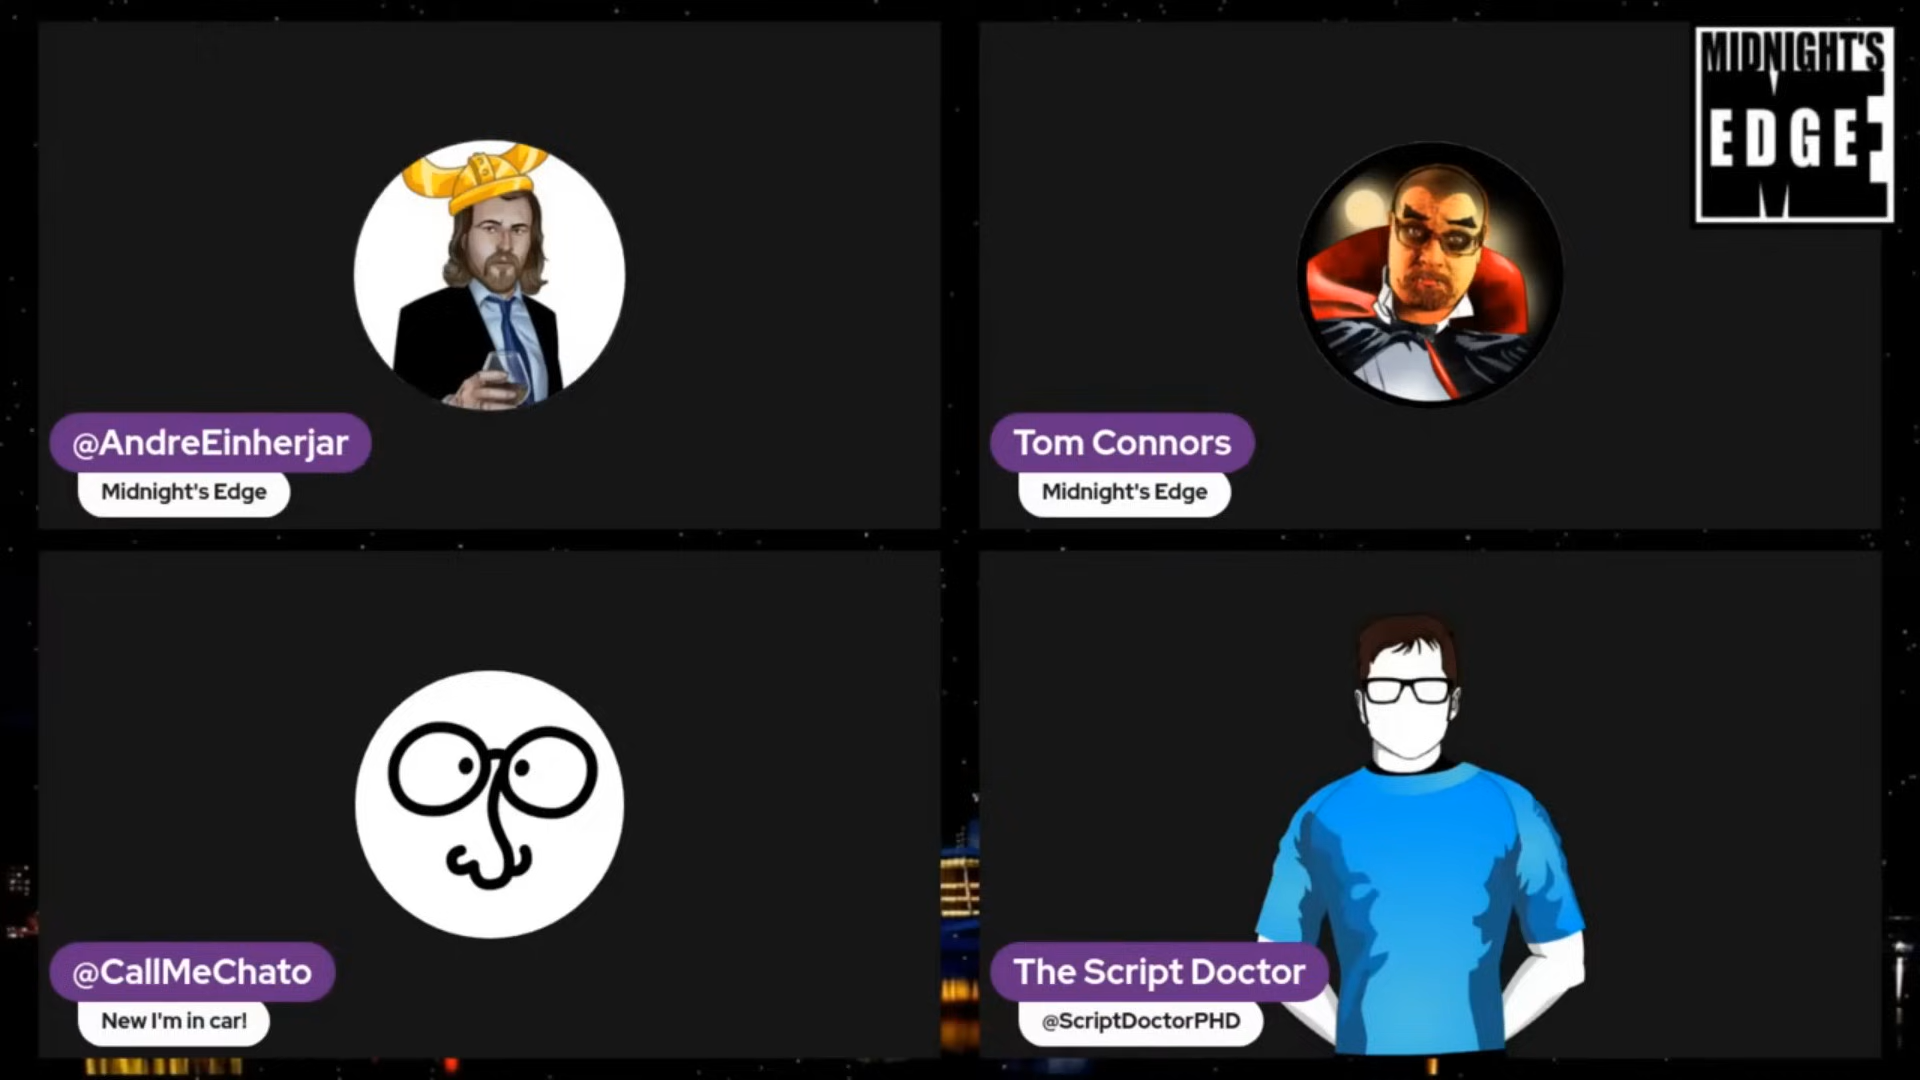 MIDNIGHT'S
EDGE
@AndreEinherjar
Midnight's Edge
Tom Connors
Midnight's Edge
@CallMeChato
New I'm in car!
The Script Doctor
@ScriptDoctorPHD